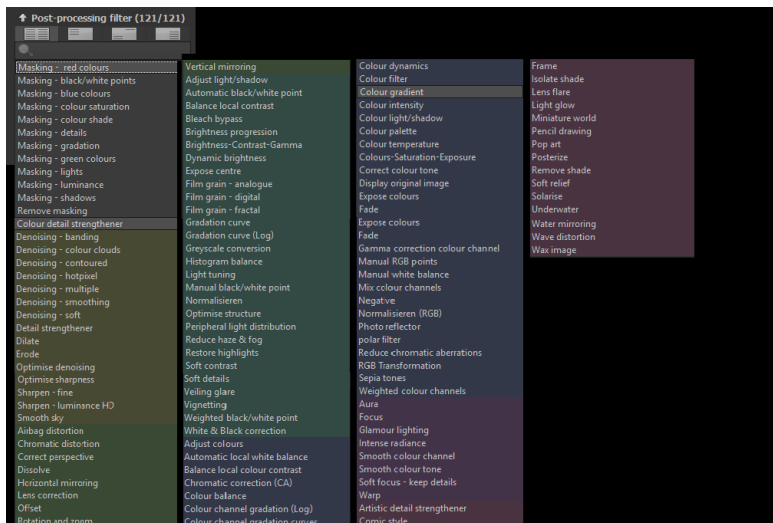 Post-processing filter (121/121)
Masking - red colours
Masking - black/white points
Masking - blue colours
Masking - colour saturation
Masking - colour shade
Masking - details
Masking - gradation
Masking - green colours
Masking - lights
Masking - luminance
Masking - shadows
Remove masking
Colour detail strengthener
Denoising - banding
Denoising - colour clouds
Denoising - contoured
Denoising - hotpixel
Denoising - multiple
Denoising - smoothing
Denoising - soft
Detail strengthener
Dilate
Erode
Optimise denoising
Optimise sharpness
Sharpen - fine
Sharpen - luminance HD
Smooth sky
Airbag distortion
Chromatic distortion
Correct perspective
Dissolve
Horizontal mirroring
Lens correction
Offset
Rotation and zoom
Vertical mirroring
Adjust light/shadow
Automatic black/white point
Balance local contrast
Bleach bypass
Brightness progression
Brightness-Contrast-Gamma
Dynamic brightness
Expose centre
Film grain - analogue
Film grain - digital
Film grain - fractal
Gradation curve
Gradation curve (Log)
Greyscale conversion
Histogram balance
Light tuning
Manual black/white point
Normalisieren
Optimise structure
Peripheral light distribution
Reduce haze & fog
Restore highlights
Soft contrast
Soft details
Veiling glare
Vignetting
Weighted black/white point
White & Black correction
Adjust colours
Automatic local white balance
Balance local colour contrast
Chromatic correction (CA)
Colour balance
Colour channel gradation (Log)
Colour channel gradation curves
Colour dynamics
Colour filter
Colour gradient
Colour intensity
Colour light/shadow
Colour palette
Colour temperature
Colours-Saturation-Exposure
Correct colour tone
Display original image
Expose colours
Fade
Expose colours
Fade
Gamma correction colour channel
Manual RGB points
Manual white balance
Mix colour channels
Negative
Normalisieren (RGB)
Photo reflector
polar filter
Reduce chromatic aberrations
RGB Transformation
Sepia tones
Weighted colour channels
Aura
Focus
Glamour lighting
Intense radiance
Smooth colour channel
Smooth colour tone
Soft focus - keep details
Warp
Artistic detail strengthener
Comic style
Frame
Isolate shade
Lens flare
Light glow
Miniature world
Pencil drawing
Pop art
Posterize
Remove shade
Soft relief
Solarise
Underwater
Water mirroring
Wave distortion
Wax image